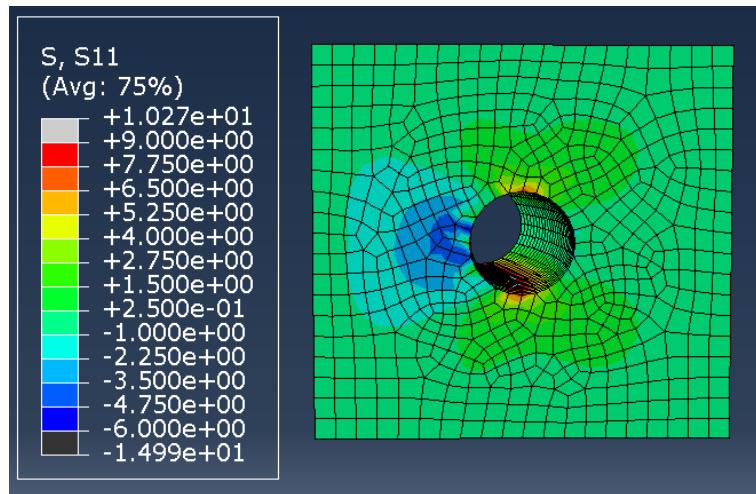 S, S11
(Avg: 75%)
+1.027e+01
+9.000e+00
+7.750e+00
+6.500e+00
+5.250e+00
+4.000e+00
+2.750e+00
+1.500e+00
+2.500e-01
-1.000e+00
-2.250e+00
-3.500e+00
-4.750e+00
-6.000e+00
-1.499e+01